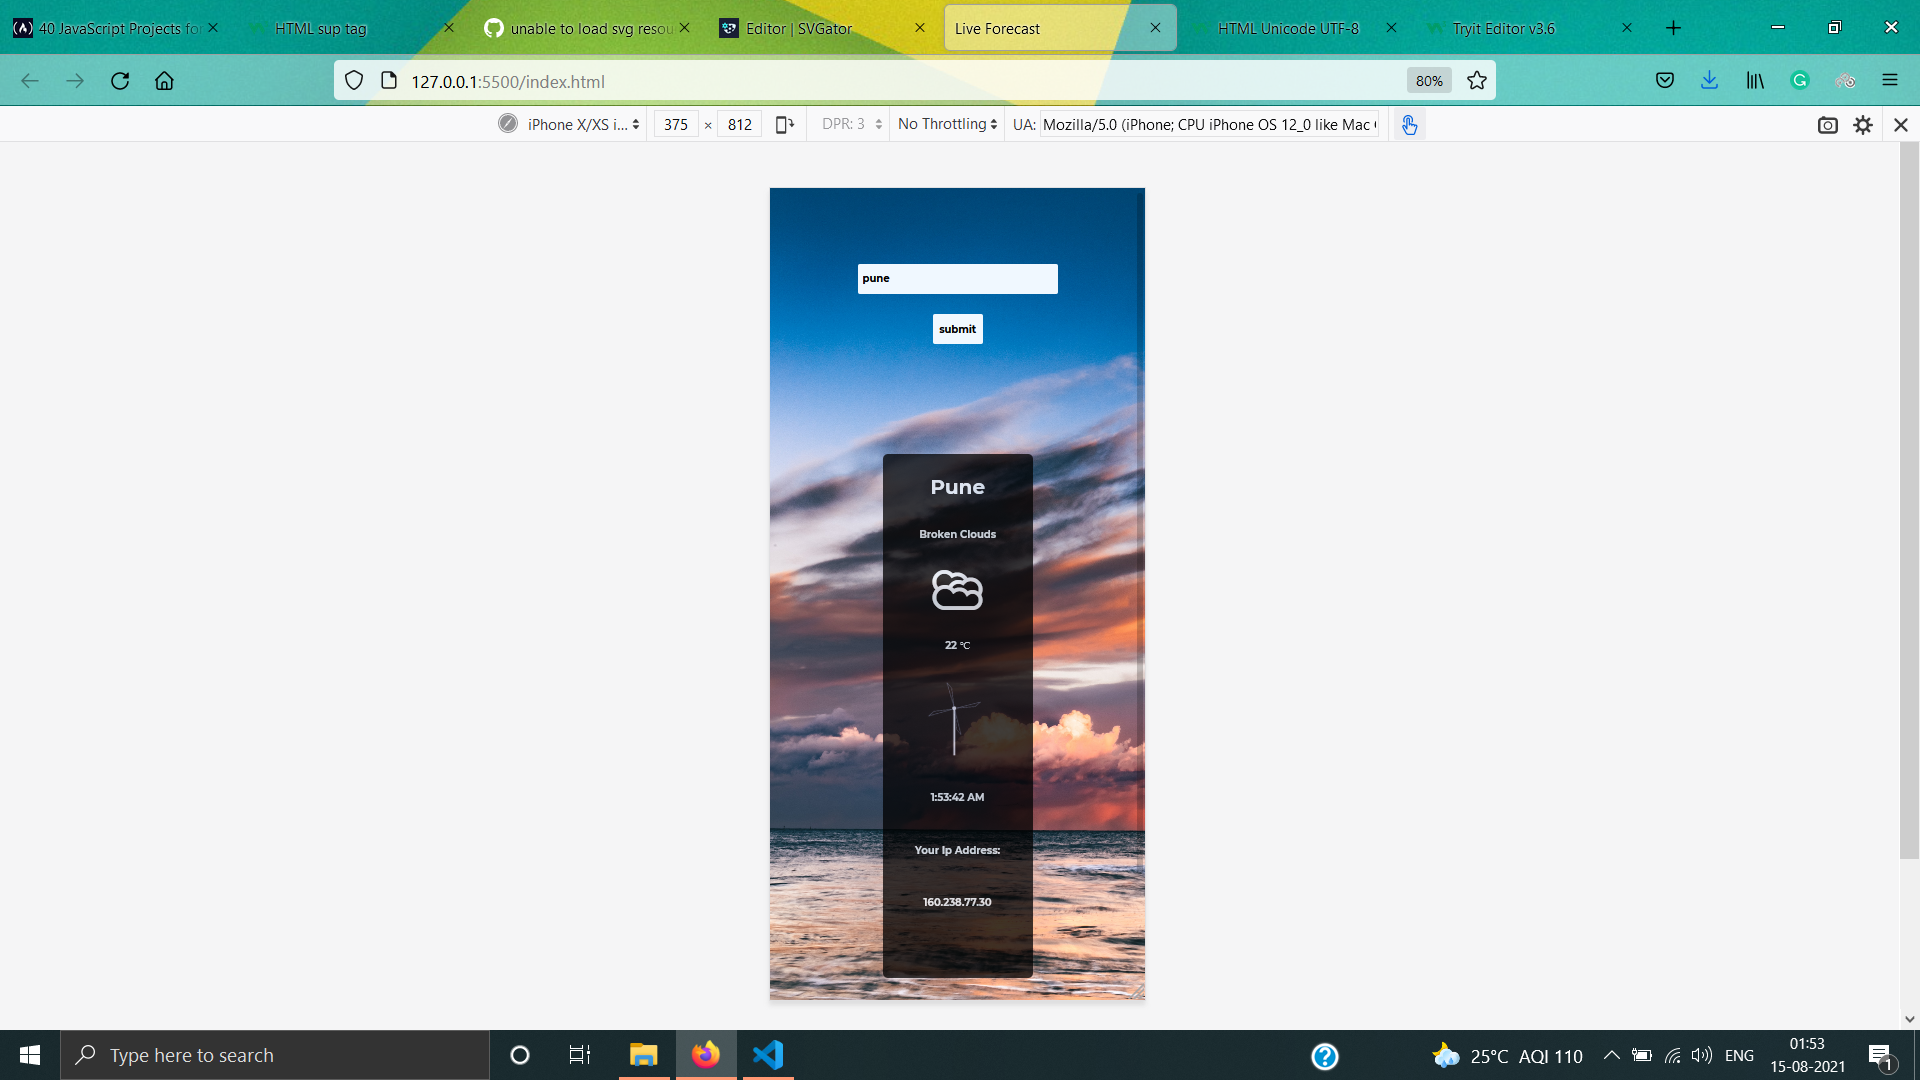 40 JavaScript Projects fo
HTML sup tag
unable to load svg resou
Editor | SVGator
Live Forecast
HTML Unicode UTF-8
Tryit Editor v3.6
127.0.0.1:5500/index.html
80%
iPhone X/XS i...
375 × 812
DPR: 3
No Throttling
UA: Mozilla/5.0 (iPhone; CPU iPhone OS 12_0 like Mac
pune
submit
Pune
Broken Clouds
22 °C
1:53:42 AM
Your Ip Address:
160.238.77.30
Type here to search
25°C AQI 110
ENG
01:53
15-08-2021
1